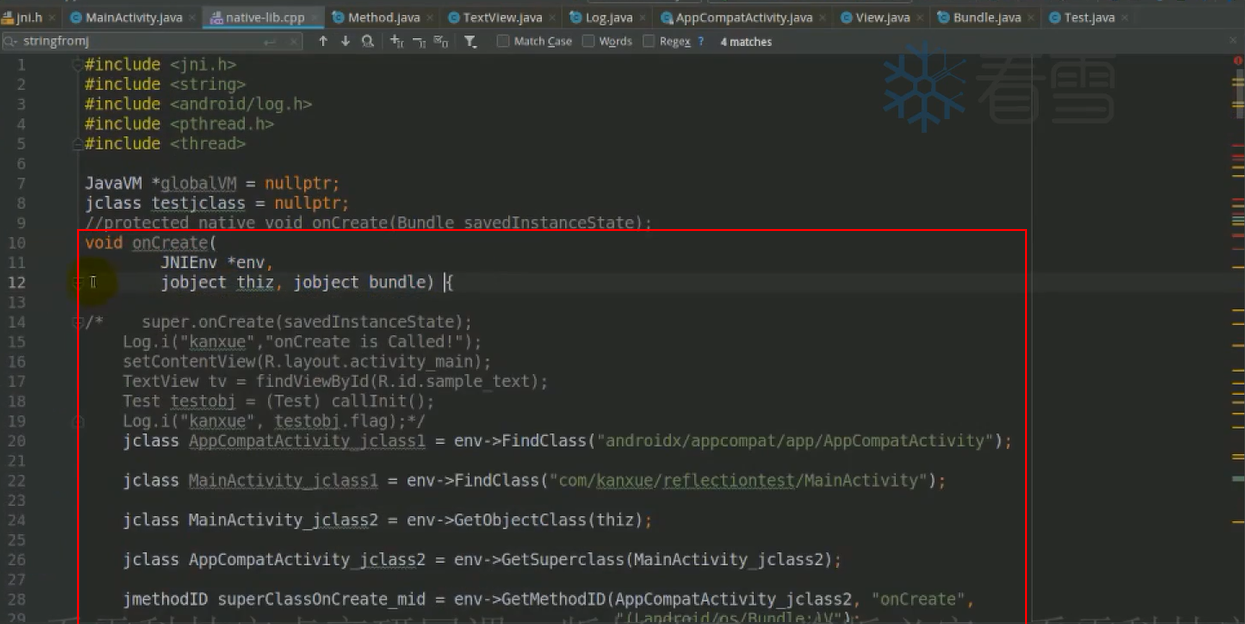 jni.h MainActivity.java native-lib.cpp Method.java TextView.java Log.java AppCompatActivity.java View.java Bundle.java Test.java
stringfromj Match Case Words Regex ? 4 matches
看雪
1 #include <jni.h>
2 #include <string>
3 #include <android/log.h>
4 #include <pthread.h>
5 #include <thread>
6
7 JavaVM *globalVM = nullptr;
8 jclass testjclass = nullptr;
9 //protected native void onCreate(Bundle savedInstanceState);
10 void onCreate(
11 JNIEnv *env,
12 jobject thiz, jobject bundle) {
13
14 /* super.onCreate(savedInstanceState);
15 Log.i("kanxue","onCreate is Called!");
16 setContentView(R.layout.activity_main);
17 TextView tv = findViewById(R.id.sample_text);
18 Test testobj = (Test) callInit();
19 Log.i("kanxue", testobj.flag);*/
20 jclass AppCompatActivity_jclass1 = env->FindClass("androidx/appcompat/app/AppCompatActivity");
21
22 jclass MainActivity_jclass1 = env->FindClass("com/kanxue/reflectiontest/MainActivity");
23
24 jclass MainActivity_jclass2 = env->GetObjectClass(thiz);
25
26 jclass AppCompatActivity_jclass2 = env->GetSuperclass(MainActivity_jclass2);
27
28 jmethodID superClassOnCreate_mid = env->GetMethodID(AppCompatActivity_jclass2, "onCreate",
29 "(Landroid/os/Bundle;)V");